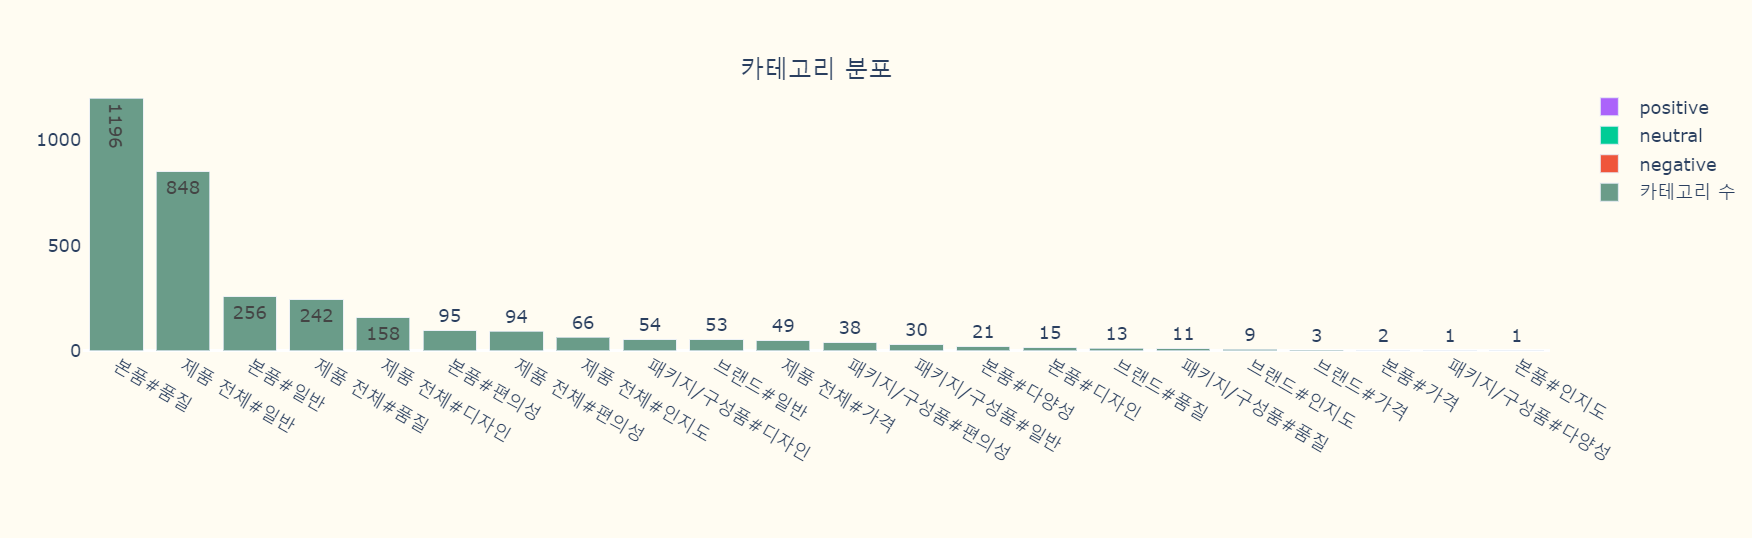 카테고리 분포
positive
neutral
negative
카테고리 수
1000
500
0
1196
848
256
242
158
95
94
66
54
53
49
38
30
21
15
13
11
9
3
2
1
1
본품#품질
제품 전체#일반
본품#일반
제품 전체#품질
제품 전체#디자인
본품#편의성
제품 전체#편의성
제품 전체#인지도
패키지/구성품#디자인
브랜드#일반
제품 전체#가격
패키지/구성품#편의성
패키지/구성품#일반
본품#다양성
본품#디자인
브랜드#품질
패키지/구성품#품질
브랜드#인지도
브랜드#가격
본품#가격
패키지/구성품#다양성
본품#인지도